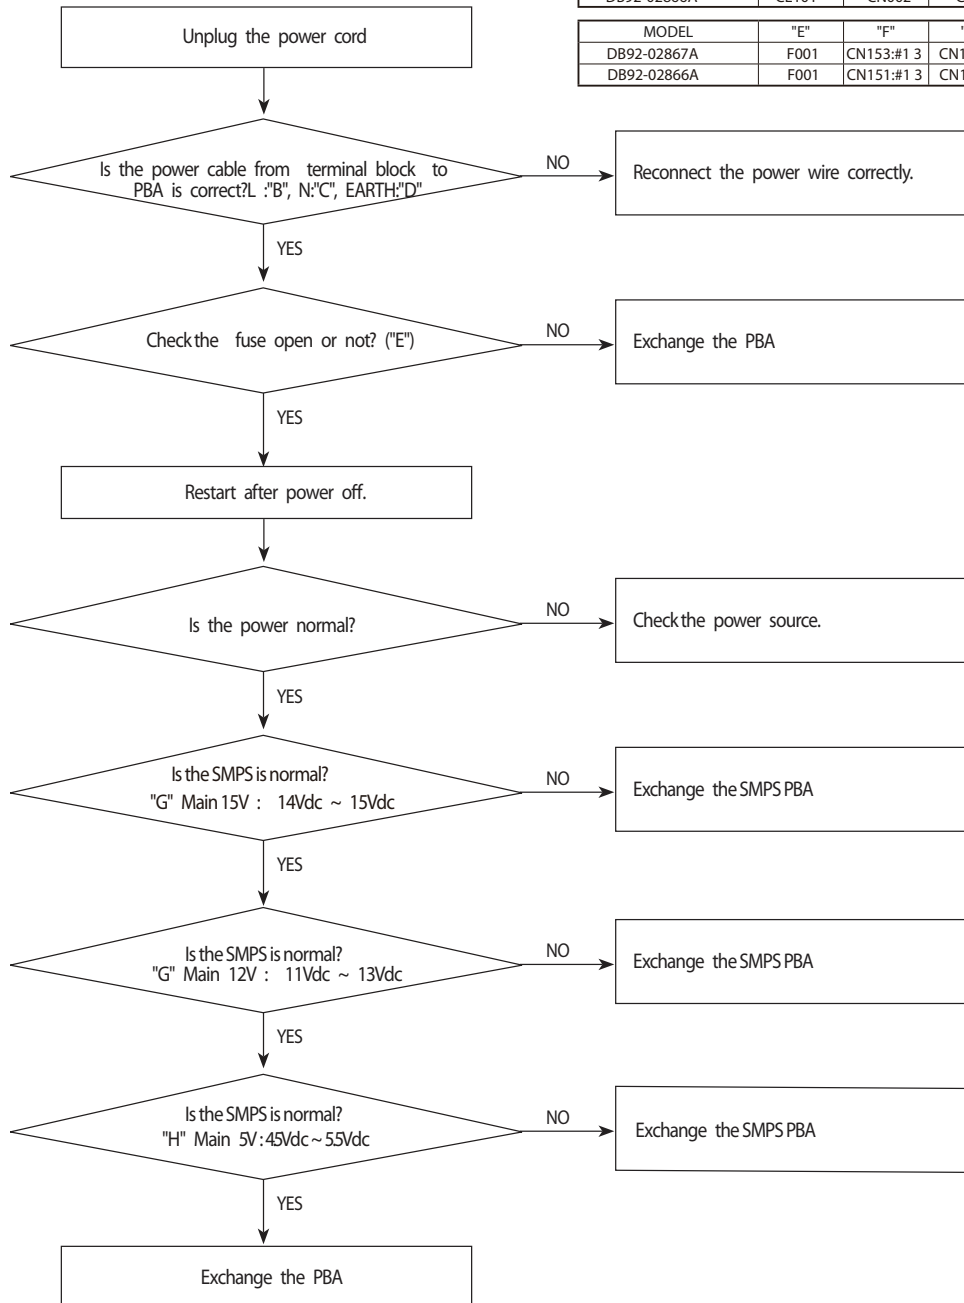 MODEL "E" "F"
DB92-02867A F001 CN153:#1 3
DB92-02866A F001 CN151:#1 3
Unplug the power cord
Is the power cable from terminal block to
PBA is correct?L :"B", N:"C", EARTH:"D"
NO
Reconnect the power wire correctly.
YES
Check the fuse open or not? ("E")
NO
Exchange the PBA
YES
Restart after power off.
Is the power normal?
NO
Check the power source.
YES
Is the SMPS is normal?
"G" Main 15V : 14Vdc ~ 15Vdc
NO
Exchange the SMPS PBA
YES
Is the SMPS is normal?
"G" Main 12V : 11Vdc ~ 13Vdc
NO
Exchange the SMPS PBA
YES
Is the SMPS is normal?
"H" Main 5V : 45Vdc ~ 55Vdc
NO
Exchange the SMPS PBA
YES
Exchange the PBA